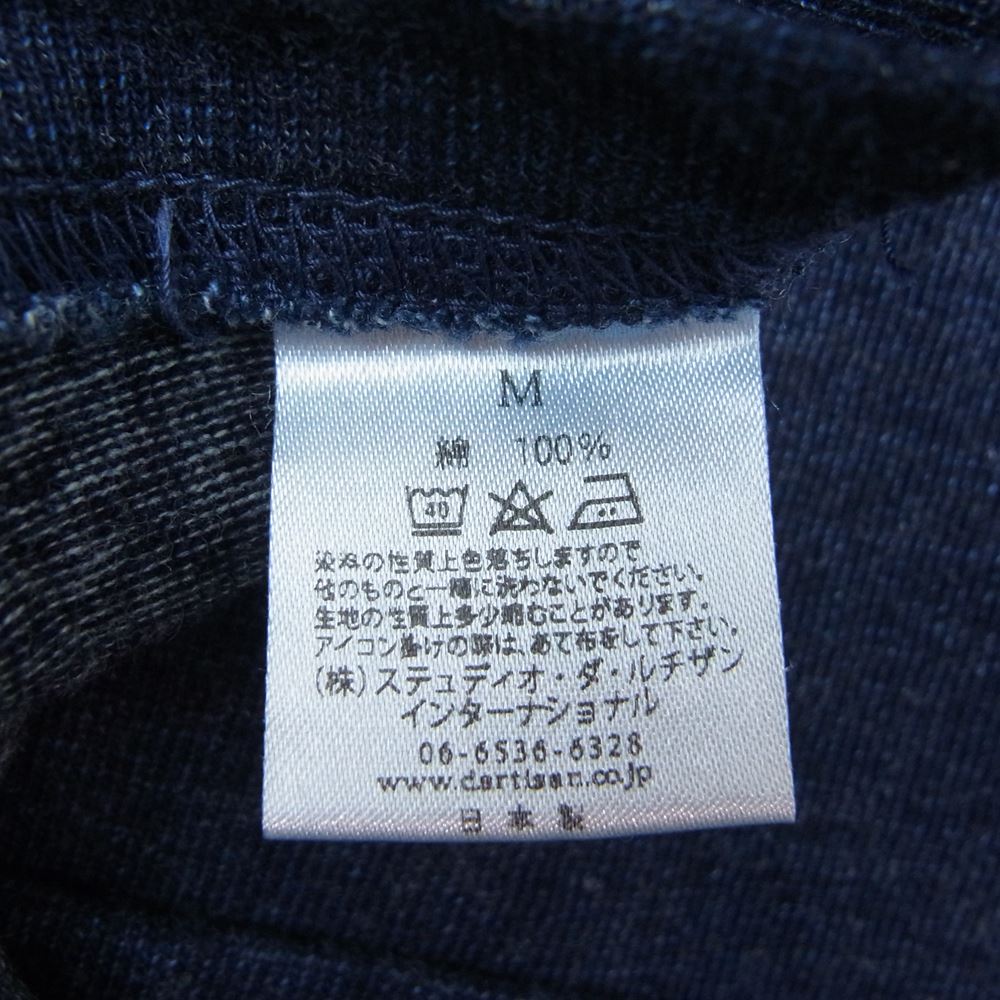 M
綿 100%
40
染めの性質上色落ちしますので
他のものと一緒に洗わないでください.
生地の性質上多少縮むことがあります.
アイロン掛けの際は、あて布をして下さい.
(株)ステュディオ・ダ・ルチザン
インターナショナル
06-6536-6328
www.dartisan.co.jp
日本製